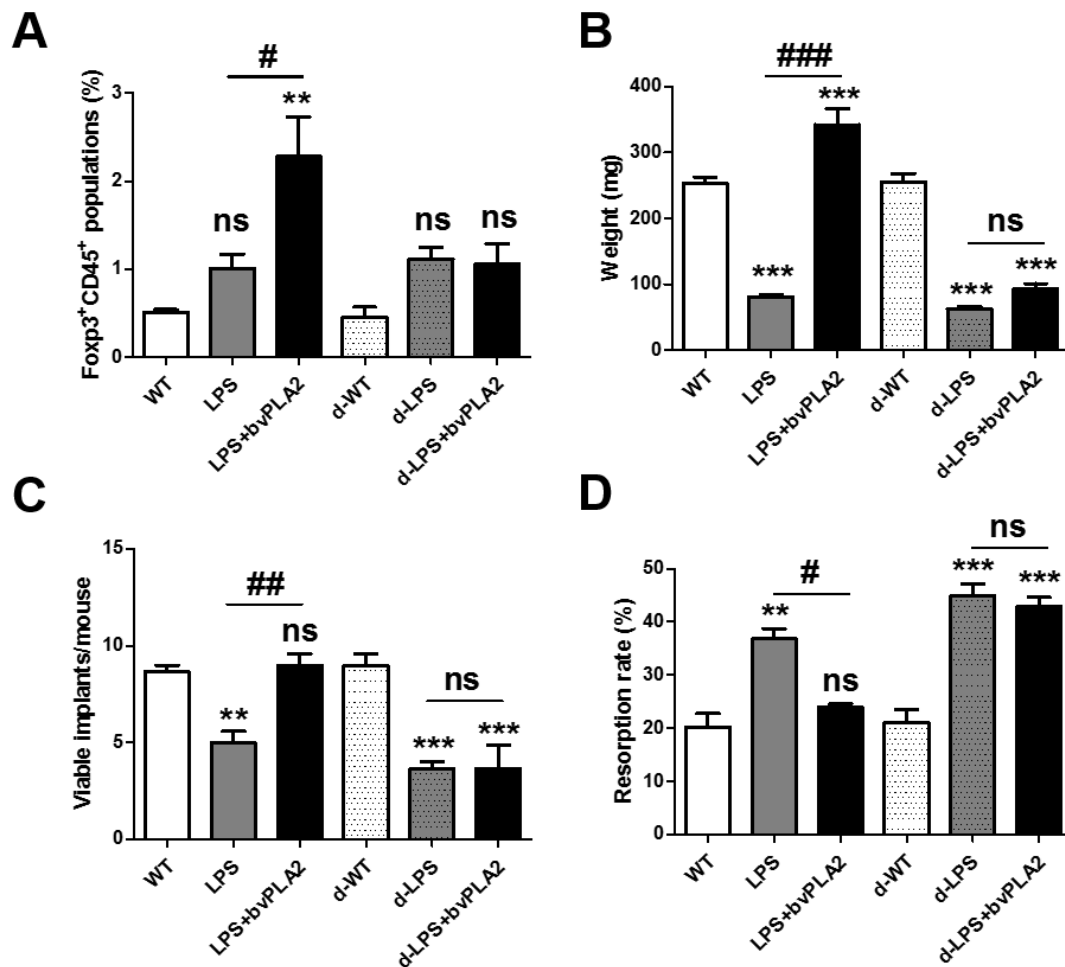 A
#
**
ns
ns
ns
Foxp3+CD45+ populations (%)
3
2
1
0
WT
LPS
LPS+bvPLA2
d-WT
d-LPS
d-LPS+bvPLA2
B
###
***
ns
***
***
***
Weight (mg)
400
300
200
100
0
WT
LPS
LPS+bvPLA2
d-WT
d-LPS
d-LPS+bvPLA2
C
##
ns
ns
**
***
***
Viable implants/mouse
15
10
5
0
WT
LPS
LPS+bvPLA2
d-WT
d-LPS
d-LPS+bvPLA2
D
ns
#
***
***
**
ns
Resorption rate (%)
50
40
30
20
10
0
WT
LPS
LPS+bvPLA2
d-WT
d-LPS
d-LPS+bvPLA2